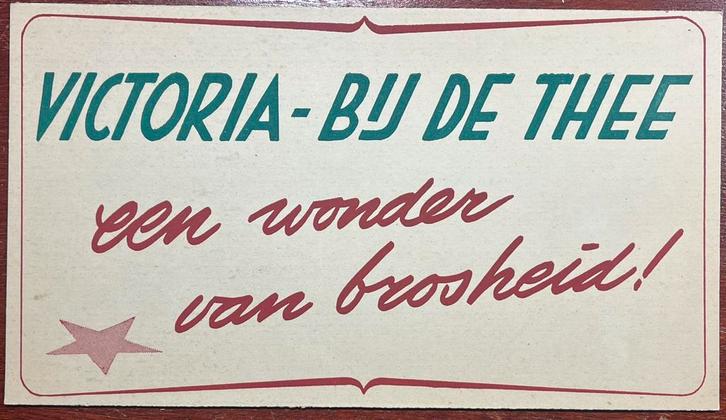 VICTORIA - BIJ DE THEE
een wonder
van brosheid!